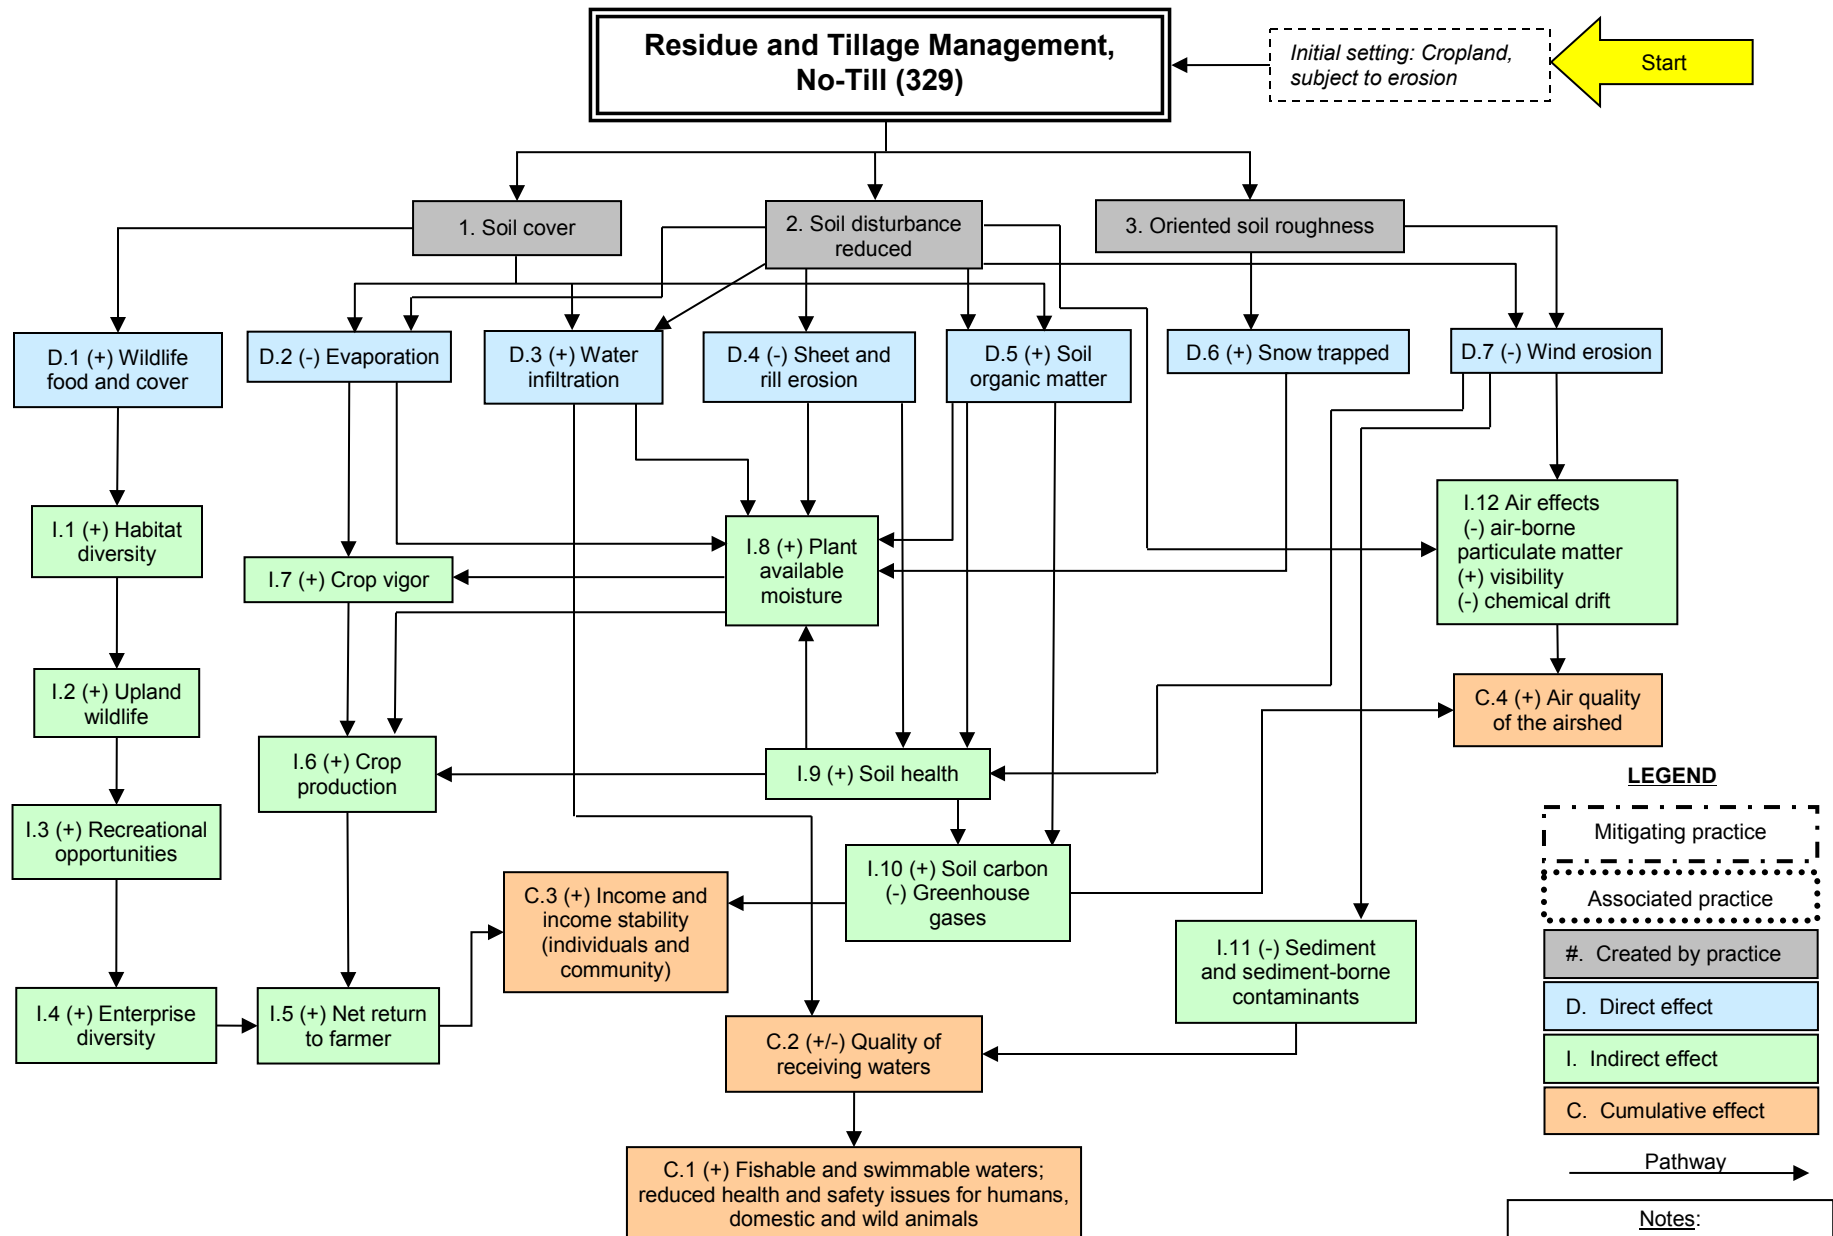 Residue and Tillage Management,
No-Till (329)
Initial setting: Cropland,
subject to erosion
Start
1. Soil cover
2. Soil disturbance
reduced
3. Oriented soil roughness
D.1 (+) Wildlife
food and cover
D.2 (-) Evaporation
D.3 (+) Water
infiltration
D.4 (-) Sheet and
rill erosion
D.5 (+) Soil
organic matter
D.6 (+) Snow trapped
D.7 (-) Wind erosion
I.1 (+) Habitat
diversity
I.7 (+) Crop vigor
I.8 (+) Plant
available
moisture
I.12 Air effects
(-) air-borne
particulate matter
(+) visibility
(-) chemical drift
I.2 (+) Upland
wildlife
I.6 (+) Crop
production
I.9 (+) Soil health
C.4 (+) Air quality
of the airshed
I.3 (+) Recreational
opportunities
C.3 (+) Income and
income stability
(individuals and
community)
I.10 (+) Soil carbon
(-) Greenhouse
gases
I.11 (-) Sediment
and sediment-borne
contaminants
I.4 (+) Enterprise
diversity
I.5 (+) Net return
to farmer
C.2 (+/-) Quality of
receiving waters
C.1 (+) Fishable and swimmable waters;
reduced health and safety issues for humans,
domestic and wild animals
LEGEND
Mitigating practice
Associated practice
#. Created by practice
D. Direct effect
I. Indirect effect
C. Cumulative effect
Pathway
Notes: